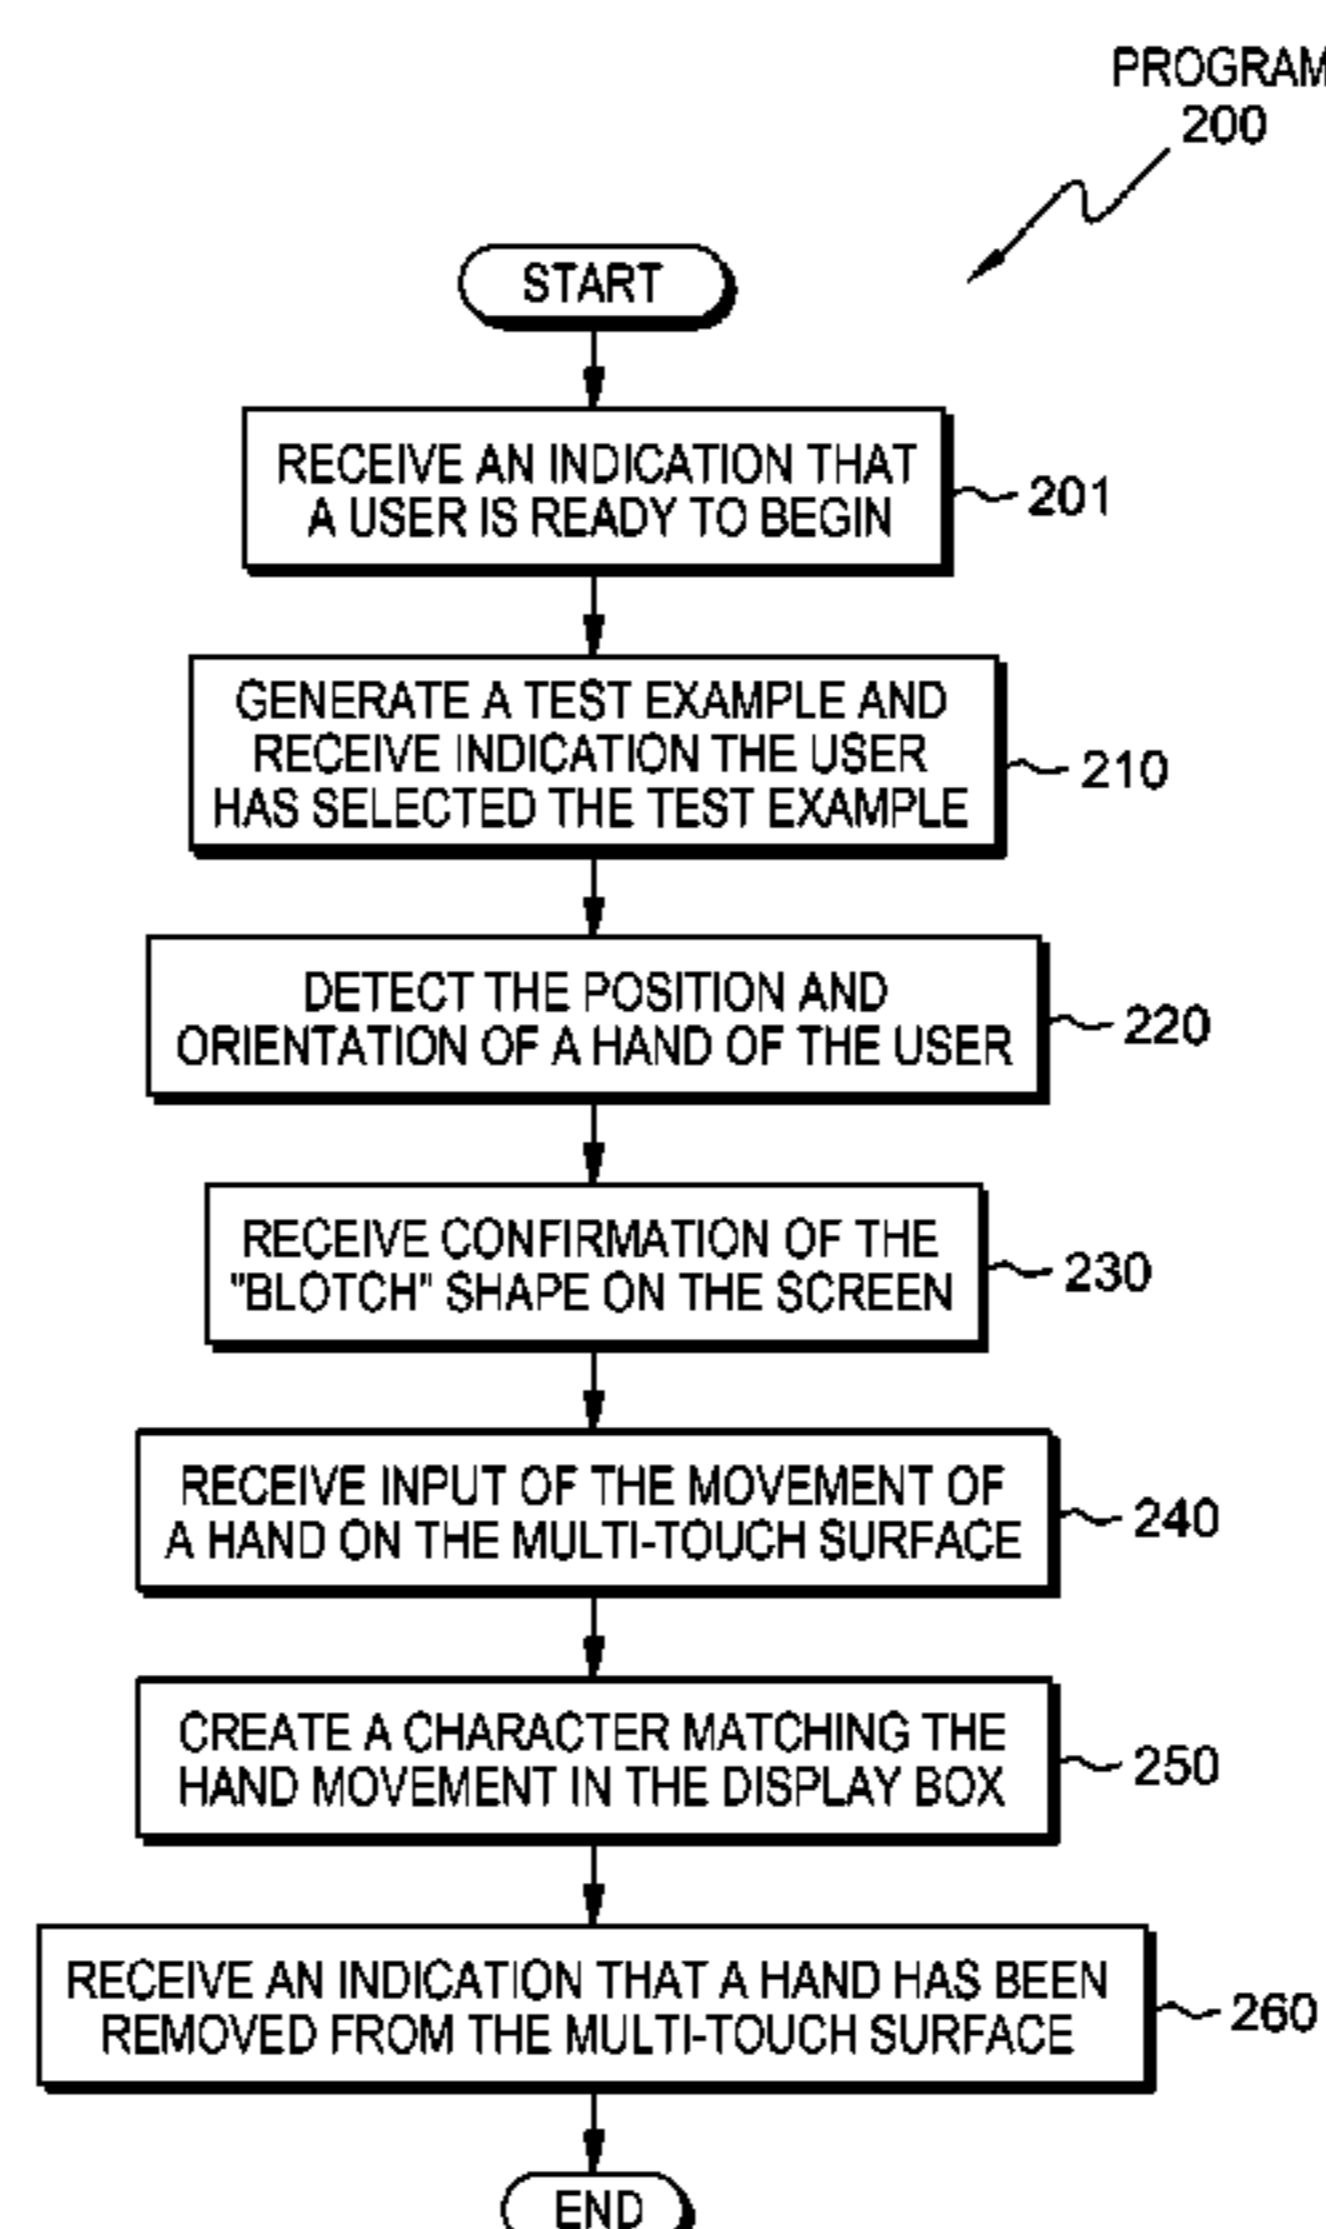 PROGRAM
200
START
RECEIVE AN INDICATION THAT
A USER IS READY TO BEGIN
201
GENERATE A TEST EXAMPLE AND
RECEIVE INDICATION THE USER
HAS SELECTED THE TEST EXAMPLE
210
DETECT THE POSITION AND
ORIENTATION OF A HAND OF THE USER
220
RECEIVE CONFIRMATION OF THE
"BLOTCH" SHAPE ON THE SCREEN
230
RECEIVE INPUT OF THE MOVEMENT OF
A HAND ON THE MULTI-TOUCH SURFACE
240
CREATE A CHARACTER MATCHING THE
HAND MOVEMENT IN THE DISPLAY BOX
250
RECEIVE AN INDICATION THAT A HAND HAS BEEN
REMOVED FROM THE MULTI-TOUCH SURFACE
260
END